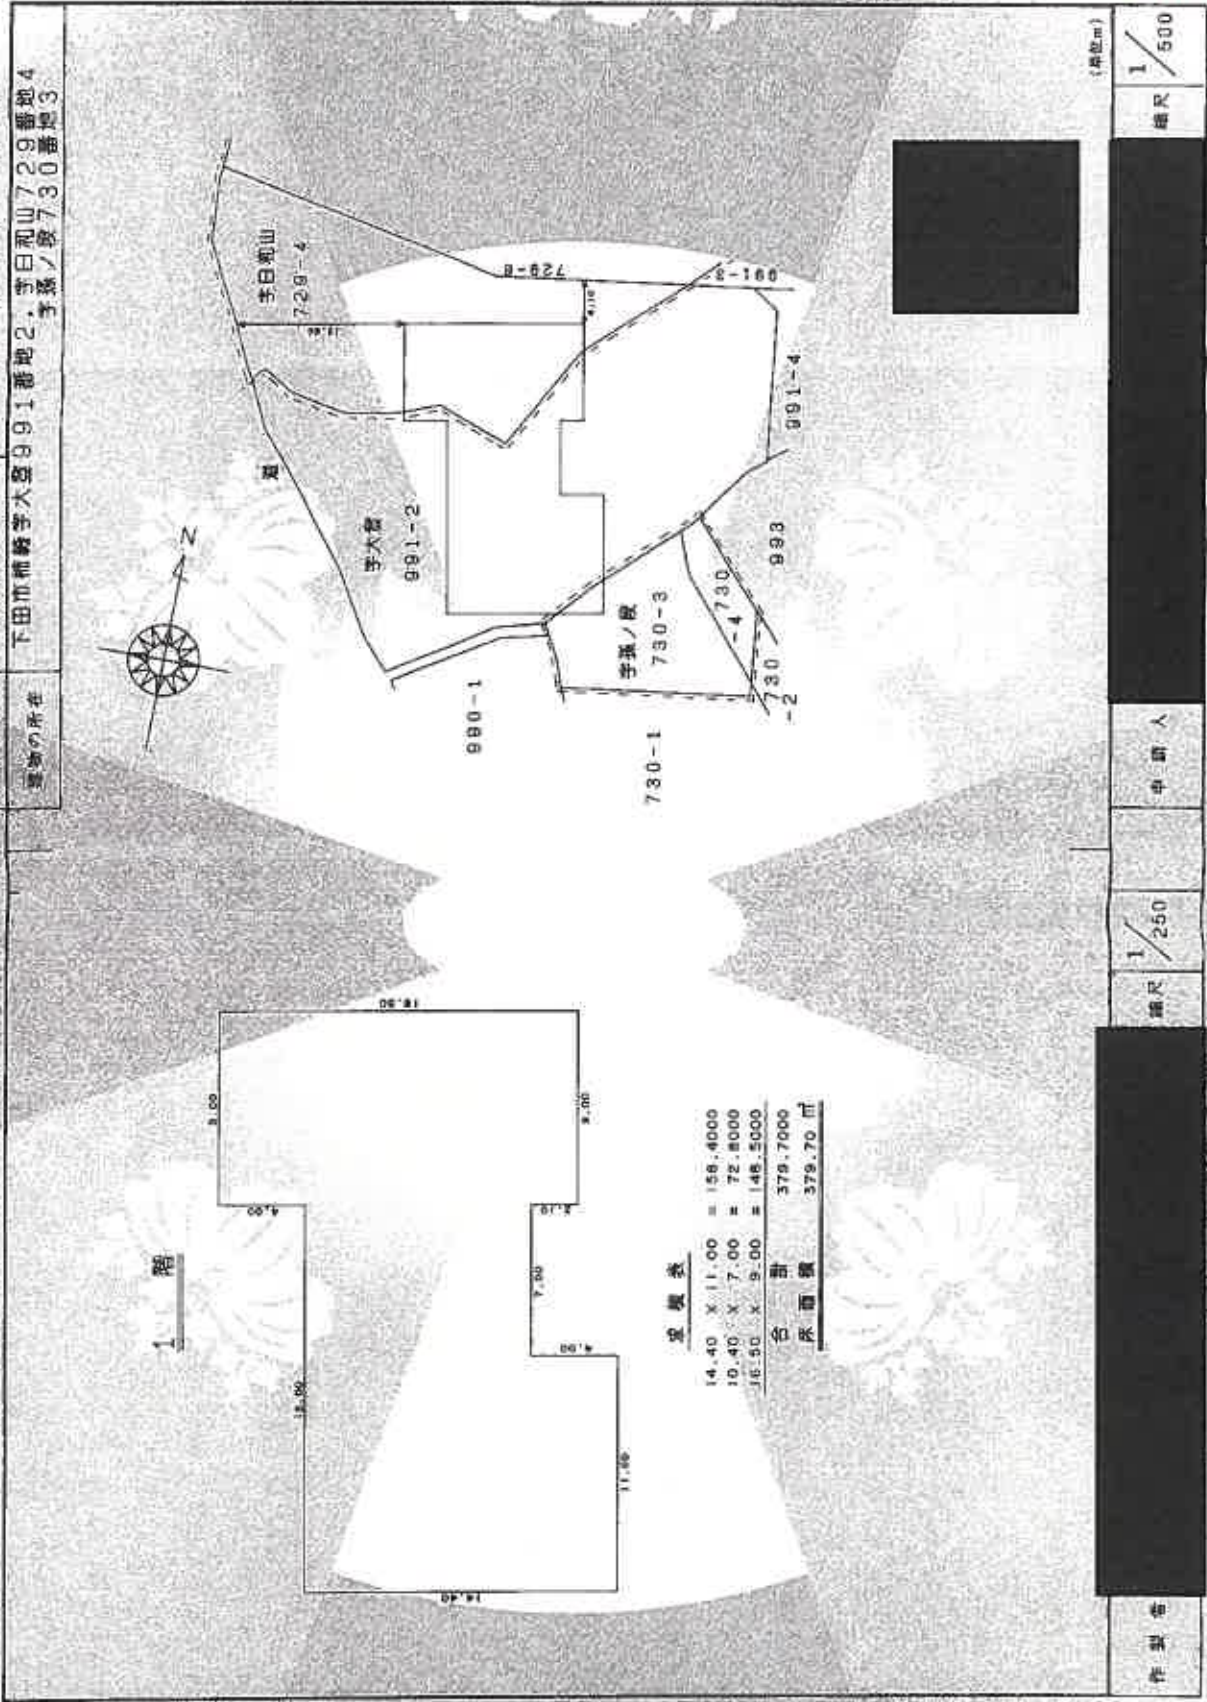 建物の所在
下田市柿崎字大営991番地2,字日和山729番地4
字孫ノ段730番地3
1 階
9.00
16.50
9.00
2.10
7.00
4.00
11.00
14.40
18.00
4.00
求積表
14.40 X 11.00 = 158.4000
10.40 X 7.00 = 72.8000
16.50 X 9.00 = 148.5000
合計 379.7000
床面積 379.70 ㎡
N
道
字日和山
729-4
729-6
991-3
字大営
991-2
991-4
993
990-1
字孫ノ段
730-3
730
-4
730
-2
730-1
(単位m)
作製者
縮尺 1/250
申請人
縮尺 1/500